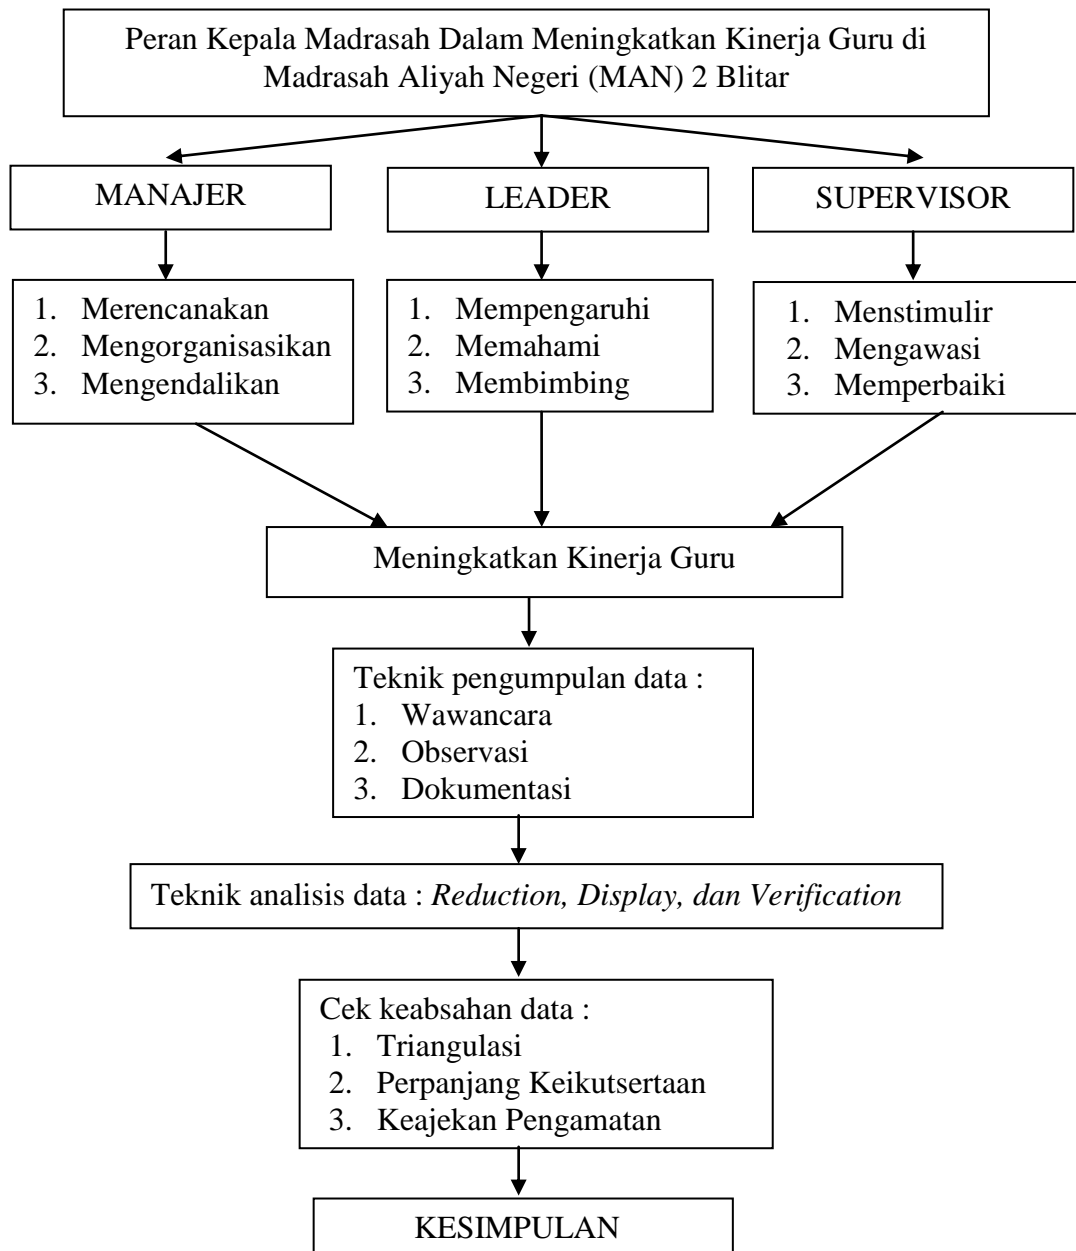 Peran Kepala Madrasah Dalam Meningkatkan Kinerja Guru di
Madrasah Aliyah Negeri (MAN) 2 Blitar
MANAJER
LEADER
SUPERVISOR
1. Merencanakan
2. Mengorganisasikan
3. Mengendalikan
1. Mempengaruhi
2. Memahami
3. Membimbing
1. Menstimulir
2. Mengawasi
3. Memperbaiki
Meningkatkan Kinerja Guru
Teknik pengumpulan data :
1. Wawancara
2. Observasi
3. Dokumentasi
Teknik analisis data : Reduction, Display, dan Verification
Cek keabsahan data :
1. Triangulasi
2. Perpanjang Keikutsertaan
3. Keajekan Pengamatan
KESIMPULAN